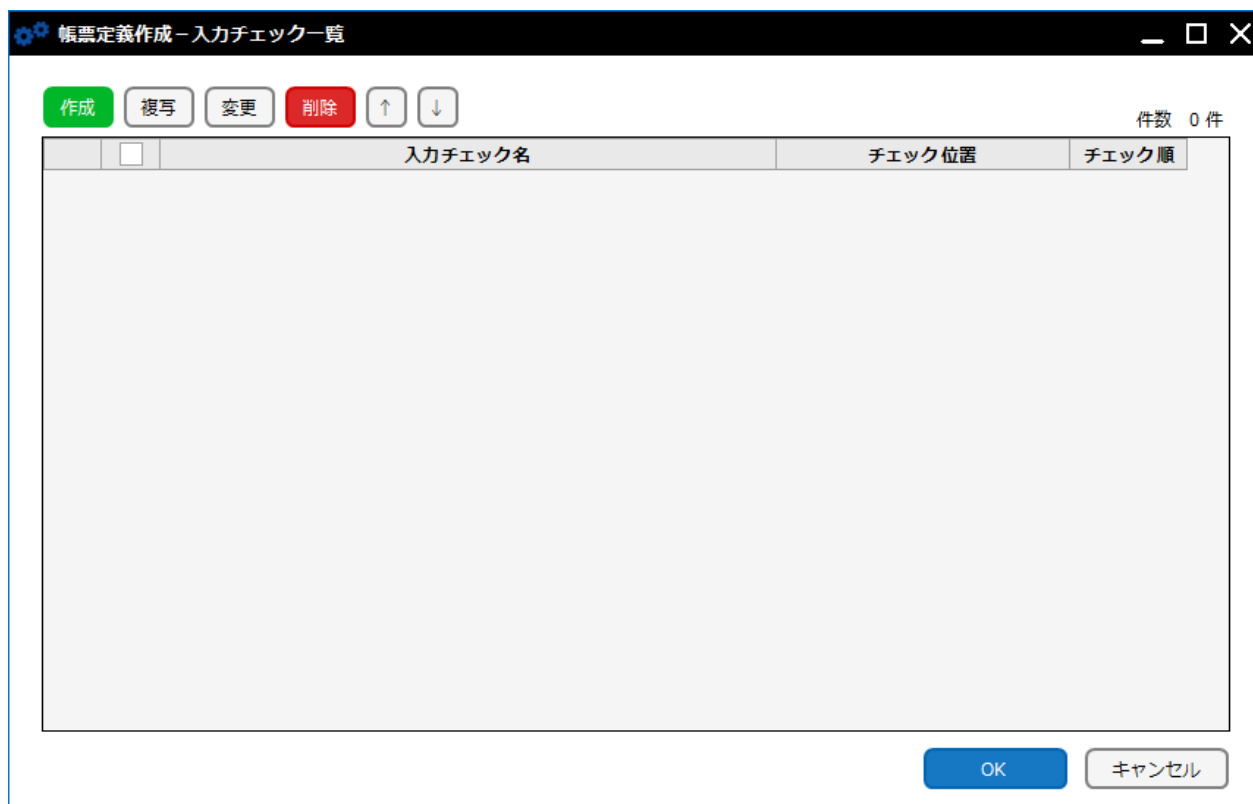 帳票定義作成－入力チェック一覧
作成 複写 変更 削除 ↑ ↓
件数 0 件
入力チェック名 チェック位置 チェック順
OK キャンセル